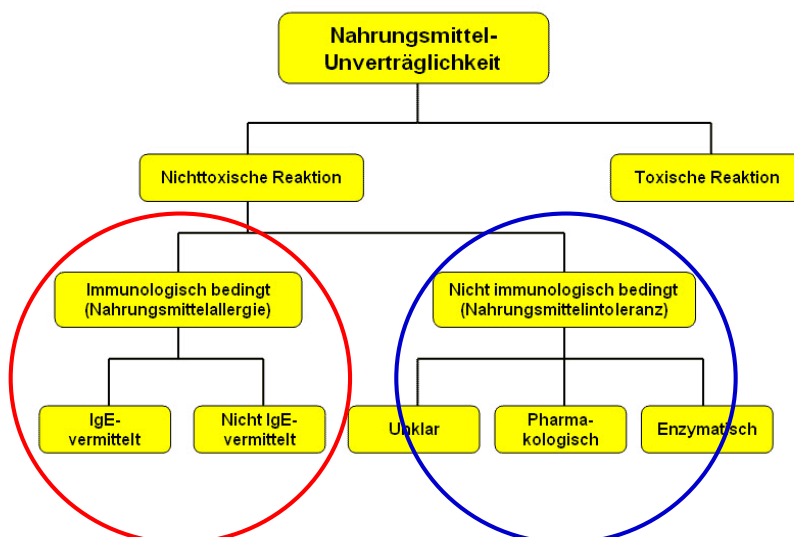 Nahrungsmittel-
Unverträglichkeit
Nichttoxische Reaktion
Toxische Reaktion
Immunologisch bedingt
(Nahrungsmittelallergie)
Nicht immunologisch bedingt
(Nahrungsmittelintoleranz)
IgE-
vermittelt
Nicht IgE-
vermittelt
Unklar
Pharma-
kologisch
Enzymatisch